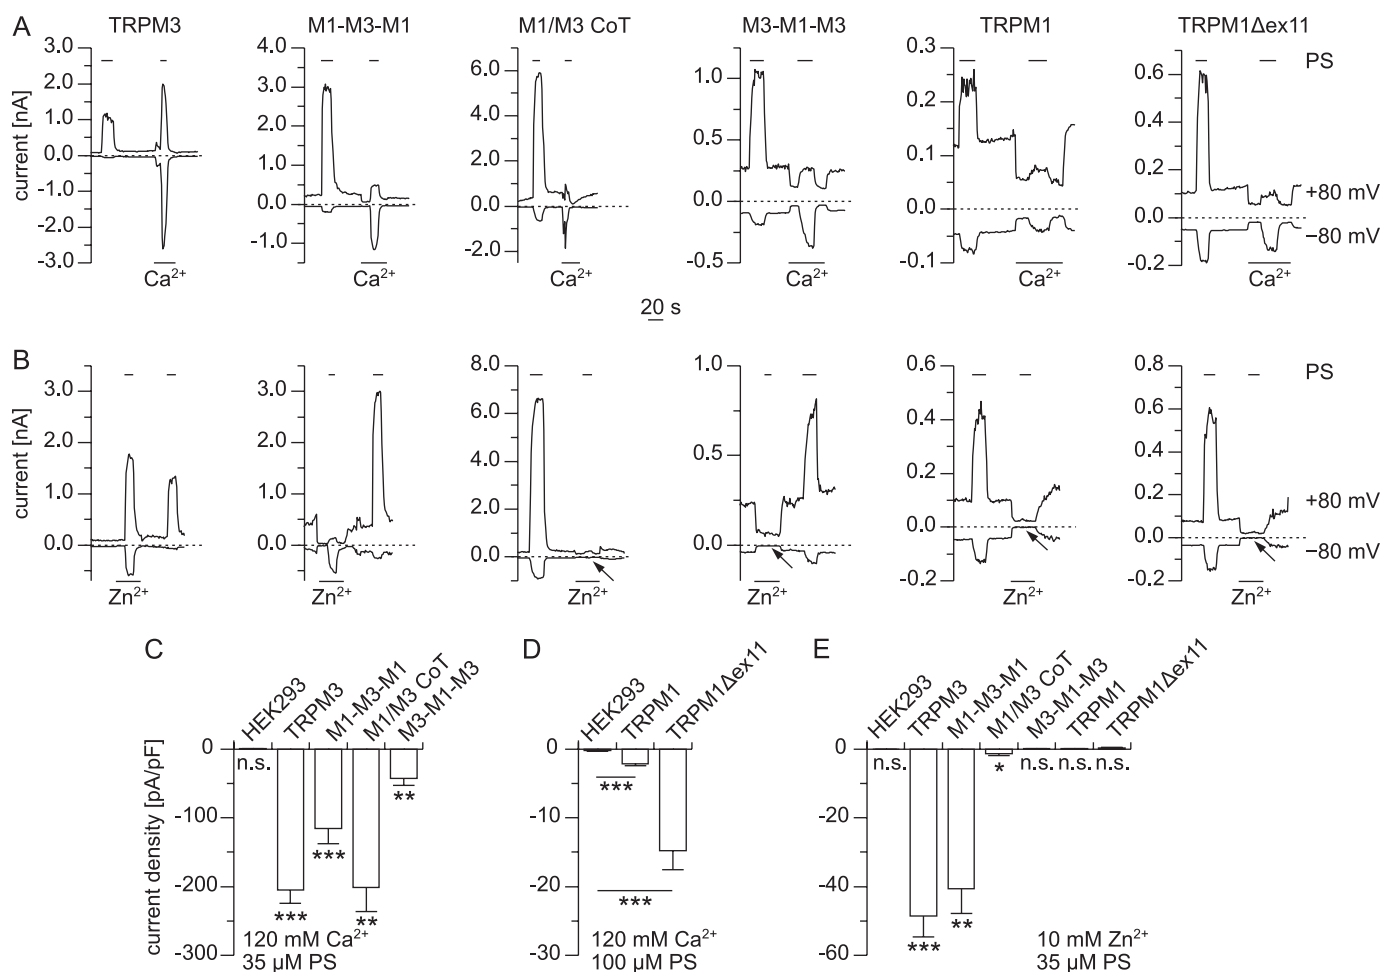 A TRPM3 M1-M3-M1 M1/M3 CoT M3-M1-M3 TRPM1 TRPM1Δex11
PS
current [nA]
3.0 2.0 1.0 0.0 -1.0 -2.0 -3.0
4.0 3.0 2.0 1.0 0.0 -1.0
6.0 4.0 2.0 0.0 -2.0
1.0 0.5 0.0 -0.5
0.3 0.2 0.1 0.0 -0.1
0.6 0.4 0.2 0.0 -0.2
+80 mV
−80 mV
Ca²⁺ Ca²⁺ Ca²⁺ Ca²⁺ Ca²⁺ Ca²⁺
20 s
B
PS
current [nA]
3.0 2.0 1.0 0.0
3.0 2.0 1.0 0.0
8.0 6.0 4.0 2.0 0.0
1.0 0.5 0.0
0.6 0.4 0.2 0.0 -0.2
0.8 0.6 0.4 0.2 0.0 -0.2
+80 mV
−80 mV
Zn²⁺ Zn²⁺ Zn²⁺ Zn²⁺ Zn²⁺ Zn²⁺
C
HEK293 TRPM3 M1-M3-M1 M1/M3 CoT M3-M1-M3
current density [pA/pF]
0 -100 -200 -300
n.s. *** *** ** **
120 mM Ca²⁺
35 µM PS
D
HEK293 TRPM1 TRPM1Δex11
0 -10 -20 -30
***
***
120 mM Ca²⁺
100 µM PS
E
HEK293 TRPM3 M1-M3-M1 M1/M3 CoT M3-M1-M3 TRPM1 TRPM1Δex11
0 -20 -40 -60
n.s. *** ** * n.s. n.s. n.s.
10 mM Zn²⁺
35 µM PS